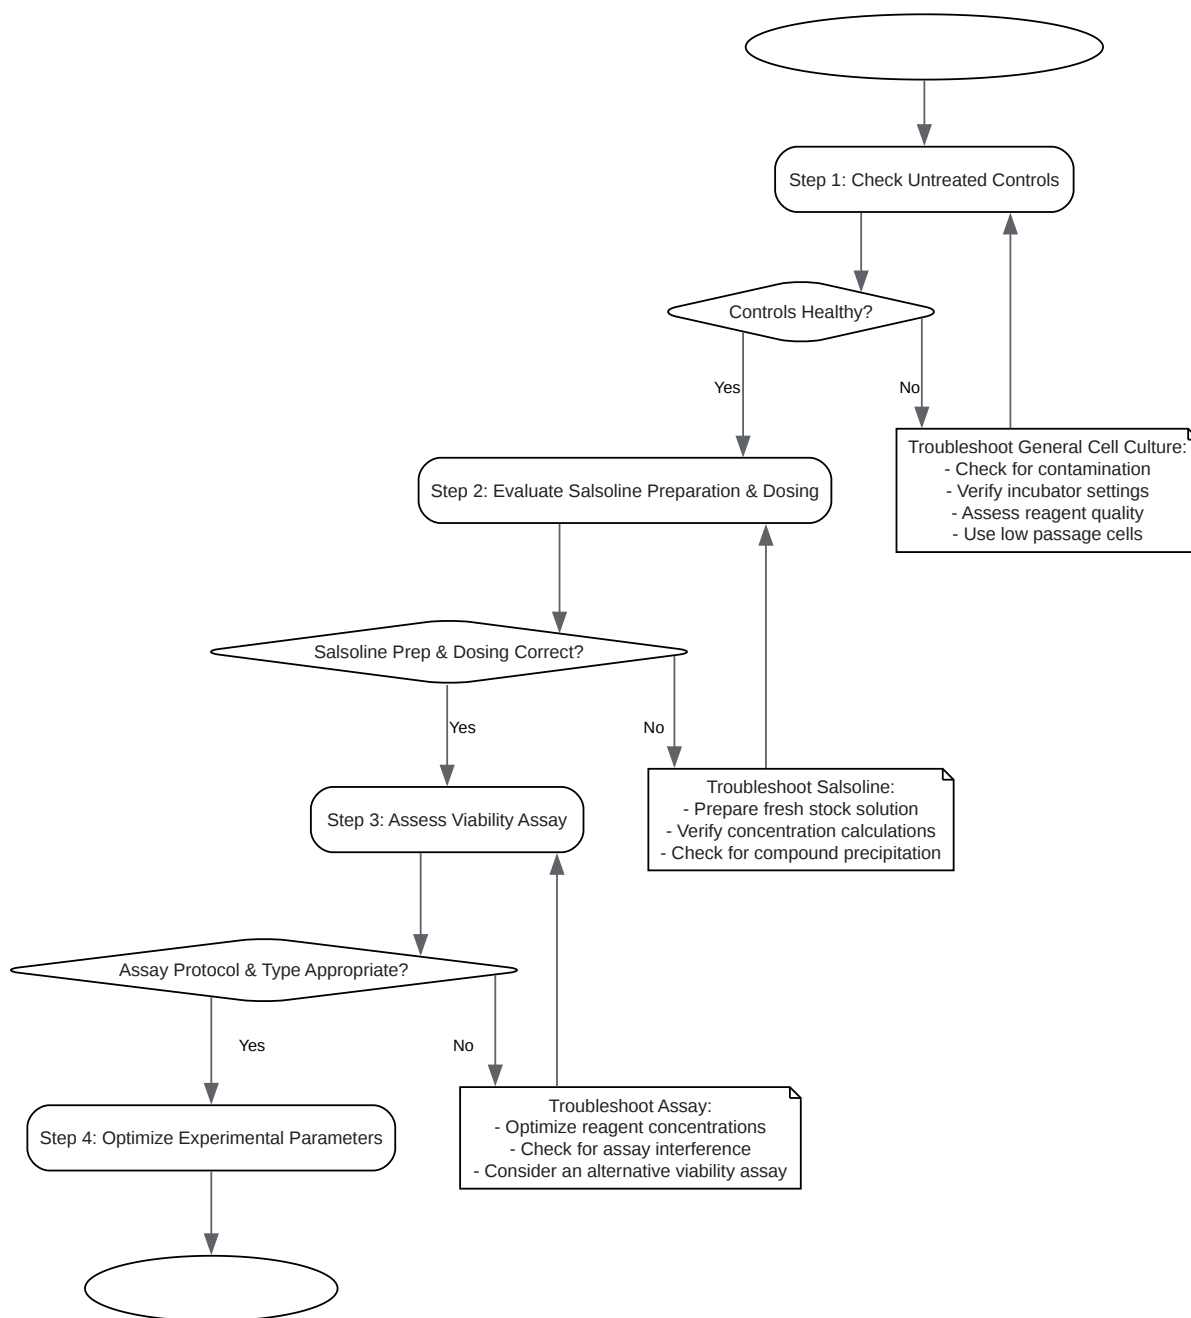 Step 1: Check Untreated Controls
Controls Healthy?
Yes
No
Troubleshoot General Cell Culture:
- Check for contamination
- Verify incubator settings
- Assess reagent quality
- Use low passage cells
Step 2: Evaluate Salsoline Preparation & Dosing
Salsoline Prep & Dosing Correct?
Yes
No
Troubleshoot Salsoline:
- Prepare fresh stock solution
- Verify concentration calculations
- Check for compound precipitation
Step 3: Assess Viability Assay
Assay Protocol & Type Appropriate?
Yes
No
Troubleshoot Assay:
- Optimize reagent concentrations
- Check for assay interference
- Consider an alternative viability assay
Step 4: Optimize Experimental Parameters